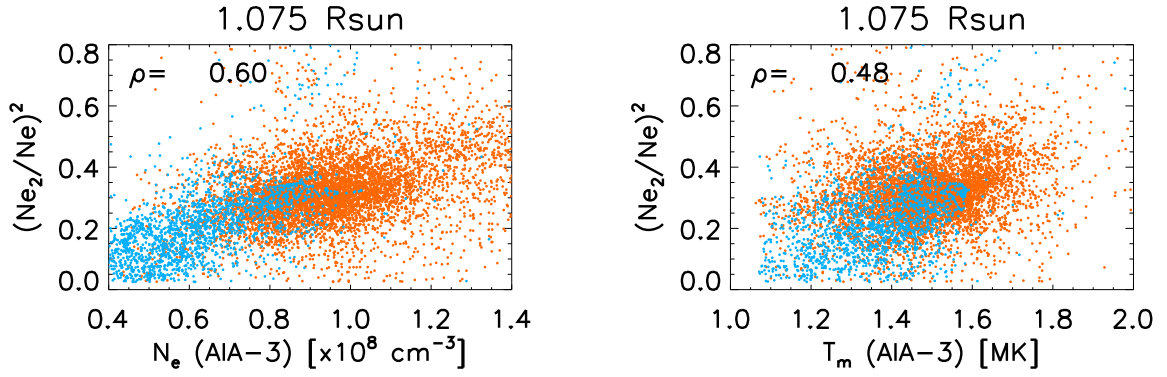 1.075 Rsun
ρ= 0.60
(Ne₂/Ne)²
0.8
0.6
0.4
0.2
0.0
0.4 0.6 0.8 1.0 1.2 1.4
Nₑ (AIA−3) [x10⁸ cm⁻³]
1.075 Rsun
ρ= 0.48
(Ne₂/Ne)²
0.8
0.6
0.4
0.2
0.0
1.0 1.2 1.4 1.6 1.8 2.0
Tₘ (AIA−3) [MK]